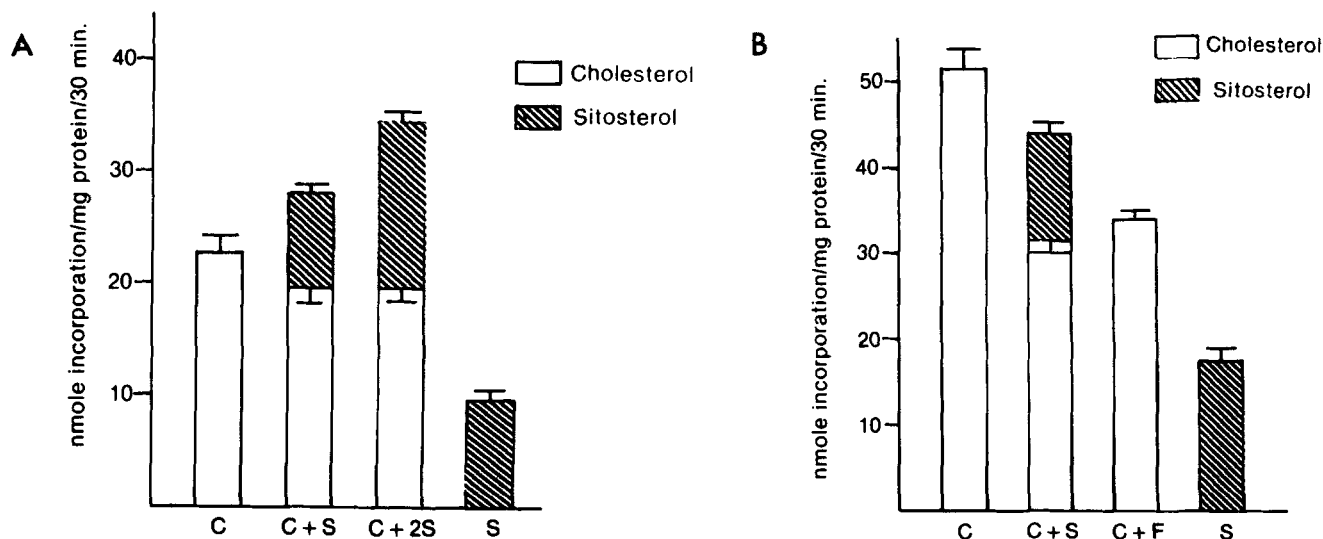 A
nmole incorporation/mg protein/30 min.
40
30
20
10
Cholesterol
Sitosterol
C
C + S
C + 2S
S
B
nmole incorporation/mg protein/30 min.
50
40
30
20
10
Cholesterol
Sitosterol
C
C + S
C + F
S